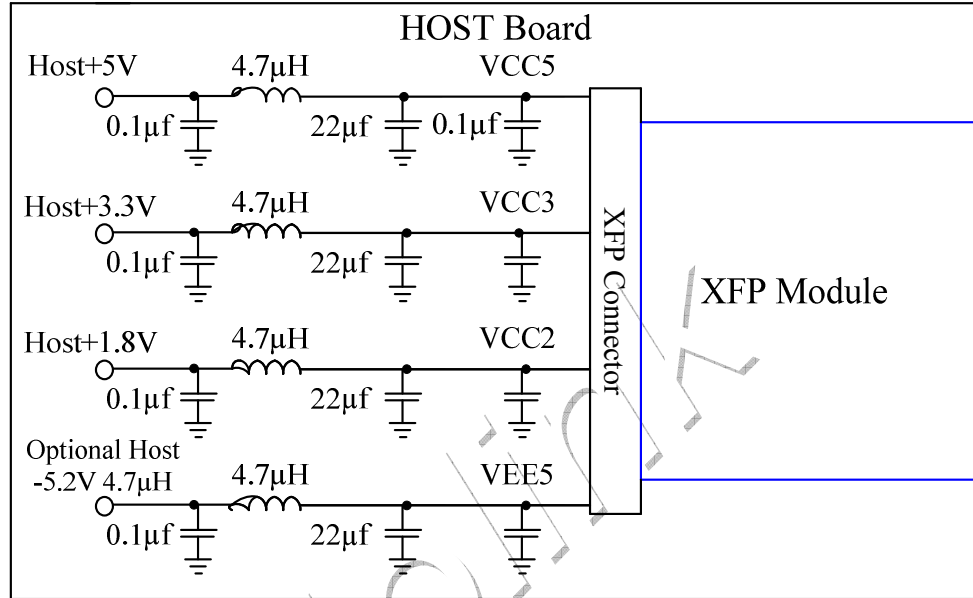 HOST Board
Host+5V 4.7µH VCC5
0.1µf 22µf 0.1µf
Host+3.3V 4.7µH VCC3
0.1µf 22µf
XFP Connector
XFP Module
Host+1.8V 4.7µH VCC2
0.1µf 22µf
Optional Host
-5.2V 4.7µH 4.7µH VEE5
0.1µf 22µf